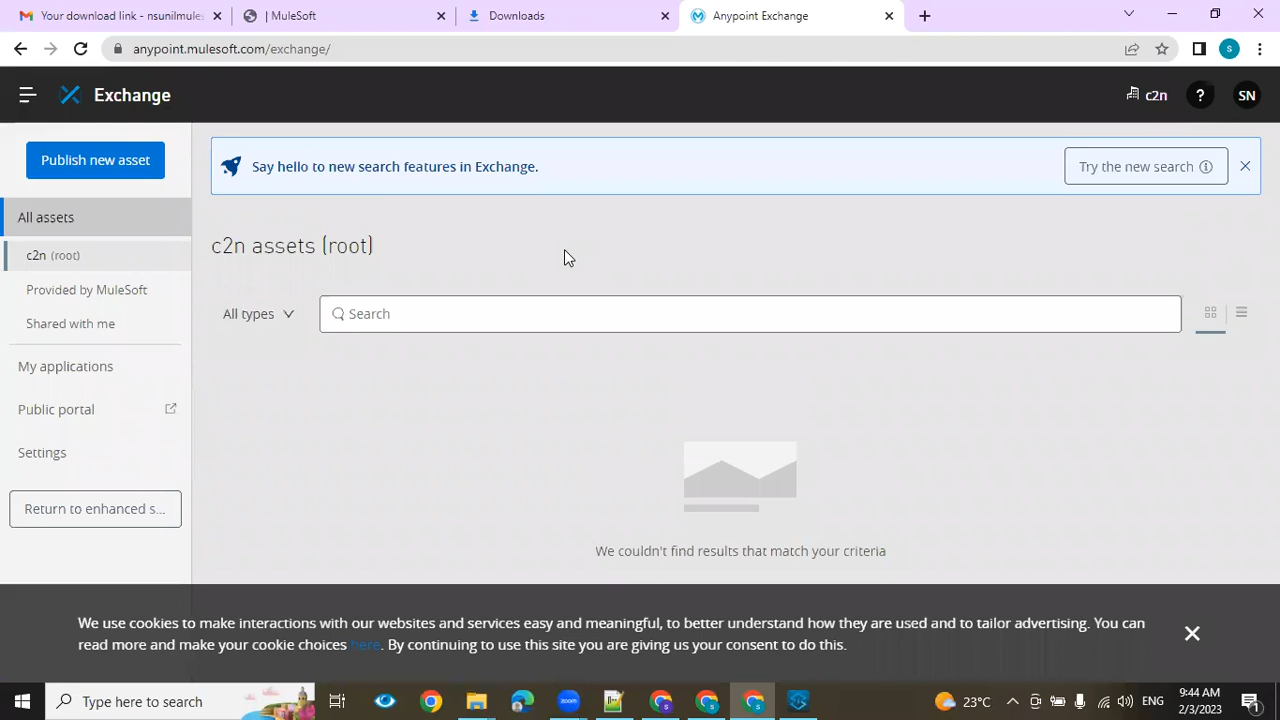 Your download link - nsunilmules
| MuleSoft
Downloads
Anypoint Exchange
anypoint.mulesoft.com/exchange/
S
Exchange
c2n
?
SN
Publish new asset
Say hello to new search features in Exchange.
Try the new search
All assets
c2n (root)
Provided by MuleSoft
Shared with me
My applications
Public portal
Settings
Return to enhanced s...
c2n assets (root)
All types
Search
We couldn't find results that match your criteria
We use cookies to make interactions with our websites and services easy and meaningful, to better understand how they are used and to tailor advertising. You can
read more and make your cookie choices here. By continuing to use this site you are giving us your consent to do this.
Type here to search
zoom
23°C
ENG
9:44 AM
2/3/2023
1